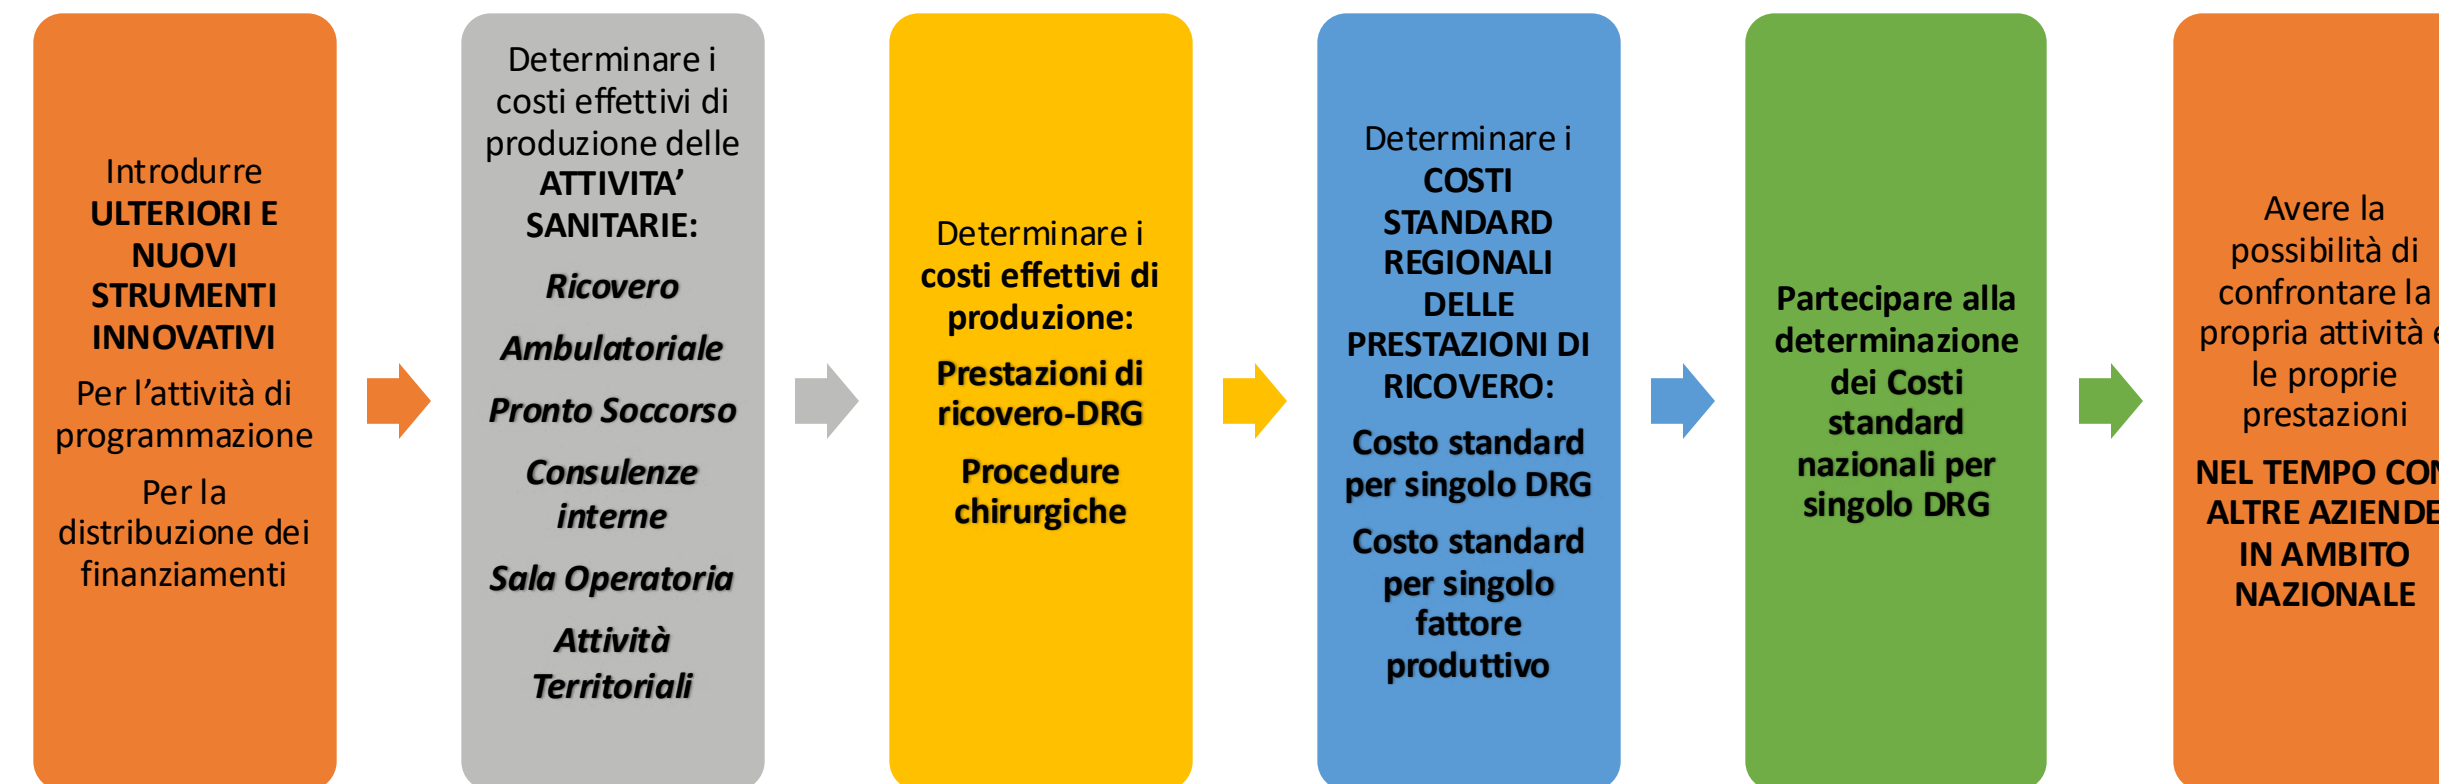 Introdurre
ULTERIORI E
NUOVI
STRUMENTI
INNOVATIVI
Per l’attività di
programmazione
Per la
distribuzione dei
finanziamenti
Determinare i
costi effettivi di
produzione delle
ATTIVITA’
SANITARIE:
Ricovero
Ambulatoriale
Pronto Soccorso
Consulenze
interne
Sala Operatoria
Attività
Territoriali
Determinare i
costi effettivi di
produzione:
Prestazioni di
ricovero-DRG
Procedure
chirurgiche
Determinare i
COSTI
STANDARD
REGIONALI
DELLE
PRESTAZIONI DI
RICOVERO:
Costo standard
per singolo DRG
Costo standard
per singolo
fattore
produttivo
Partecipare alla
determinazione
dei Costi
standard
nazionali per
singolo DRG
Avere la
possibilità di
confrontare la
propria attività e
le proprie
prestazioni
NEL TEMPO CON
ALTRE AZIENDE
IN AMBITO
NAZIONALE